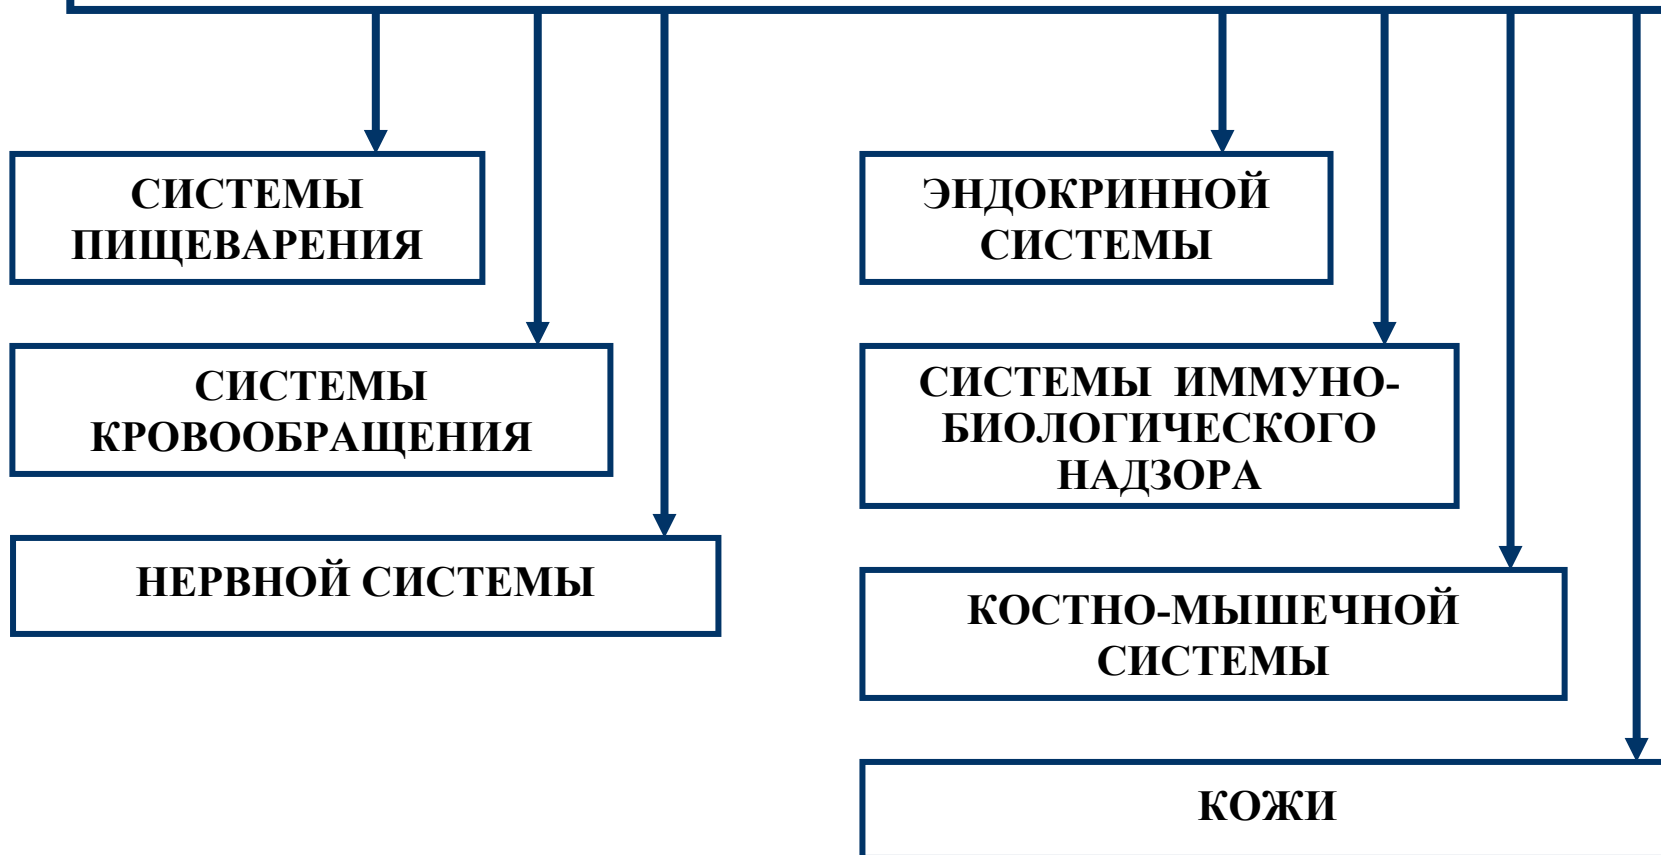 СИСТЕМЫ
ПИЩЕВАРЕНИЯ
СИСТЕМЫ
КРОВООБРАЩЕНИЯ
НЕРВНОЙ СИСТЕМЫ
ЭНДОКРИННОЙ
СИСТЕМЫ
СИСТЕМЫ ИММУНО-
БИОЛОГИЧЕСКОГО
НАДЗОРА
КОСТНО-МЫШЕЧНОЙ
СИСТЕМЫ
КОЖИ